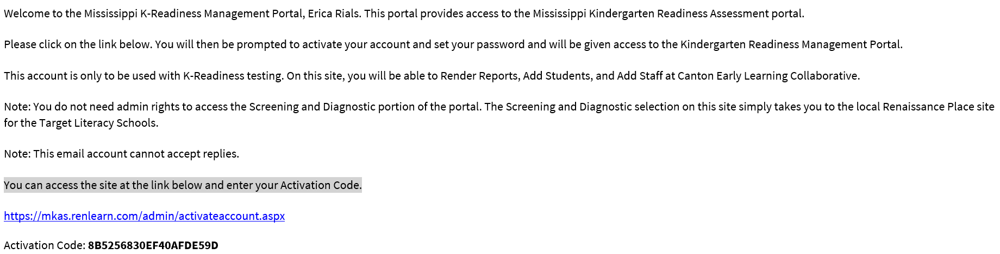 Welcome to the Mississippi K-Readiness Management Portal, Erica Rials. This portal provides access to the Mississippi Kindergarten Readiness Assessment portal.
Please click on the link below. You will then be prompted to activate your account and set your password and will be given access to the Kindergarten Readiness Management Portal.
This account is only to be used with K-Readiness testing. On this site, you will be able to Render Reports, Add Students, and Add Staff at Canton Early Learning Collaborative.
Note: You do not need admin rights to access the Screening and Diagnostic portion of the portal. The Screening and Diagnostic selection on this site simply takes you to the local Renaissance Place site
for the Target Literacy Schools.
Note: This email account cannot accept replies.
You can access the site at the link below and enter your Activation Code.
https://mkas.renlearn.com/admin/activateaccount.aspx
Activation Code: 8B5256830EF40AFDE59D